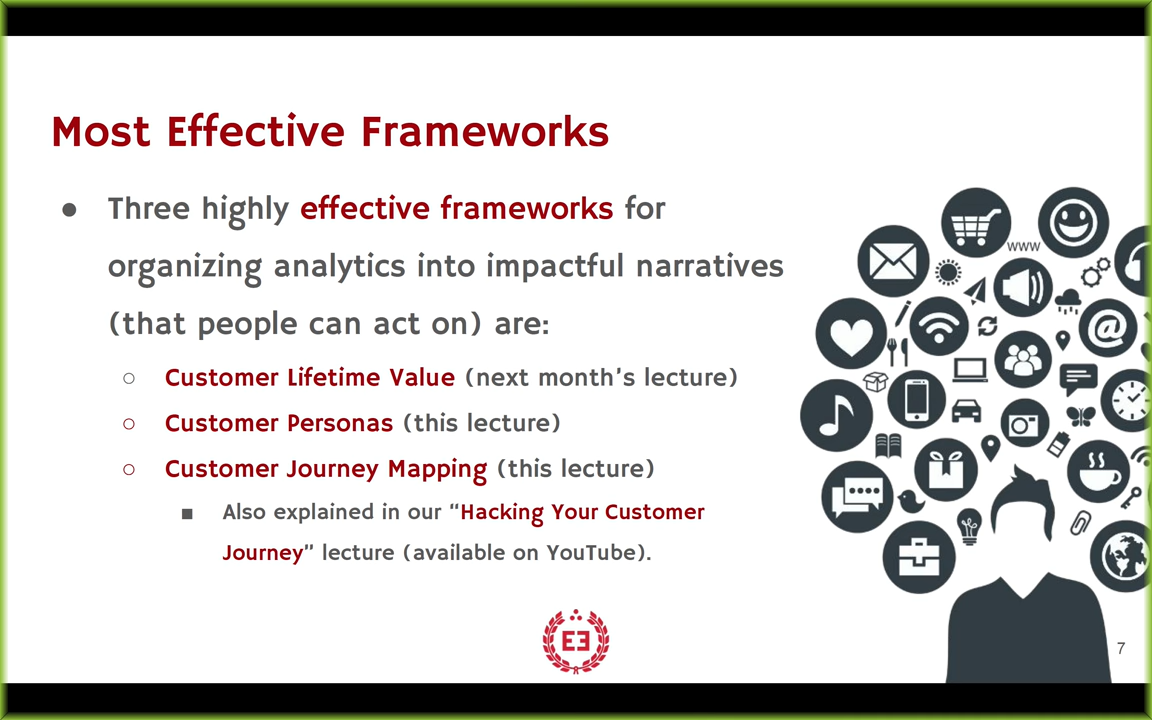 Most Effective Frameworks
● Three highly effective frameworks for
organizing analytics into impactful narratives
(that people can act on) are:
○ Customer Lifetime Value (next month's lecture)
○ Customer Personas (this lecture)
○ Customer Journey Mapping (this lecture)
■ Also explained in our "Hacking Your Customer
Journey" lecture (available on YouTube).
www
@
EE
7